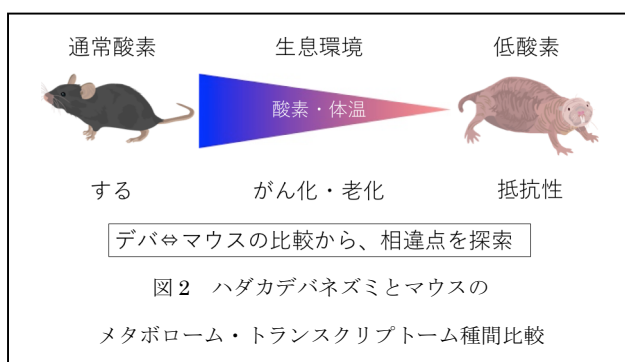 通常酸素 生息環境 低酸素
酸素・体温
する がん化・老化 抵抗性
デバ⇔マウスの比較から、相違点を探索
図2 ハダカデバネズミとマウスの
メタボローム・トランスクリプトーム種間比較